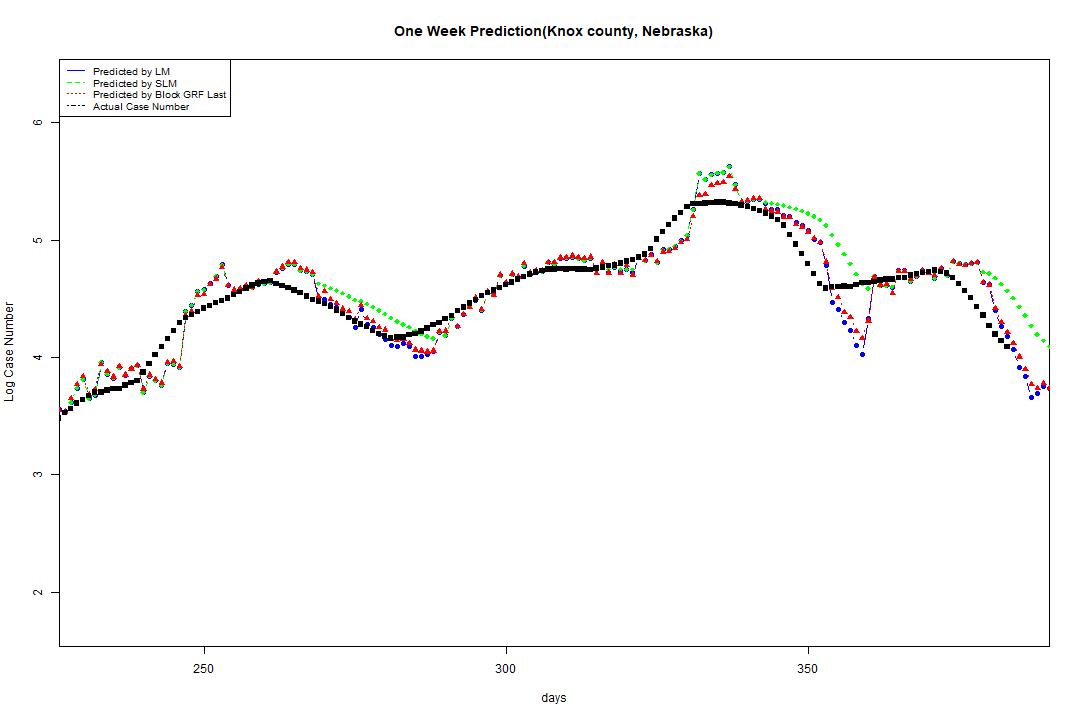 One Week Prediction(Knox county, Nebraska)
Predicted by LM
Predicted by SLM
Predicted by Block GRF Last
Actual Case Number
6
5
4
3
2
Log Case Number
250
300
350
days